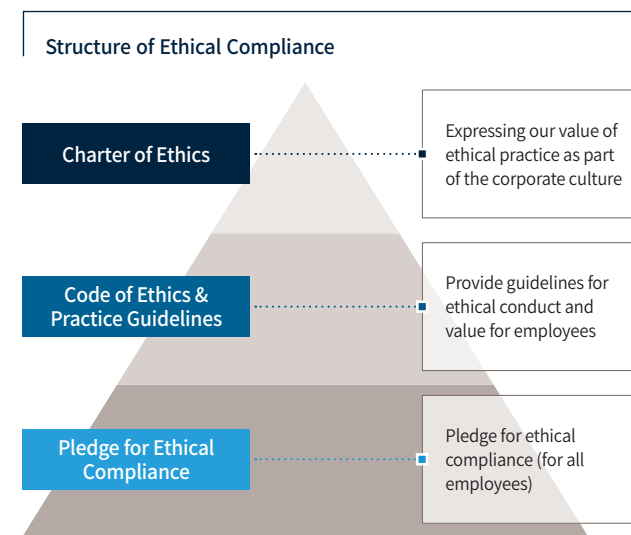 Structure of Ethical Compliance
Charter of Ethics
Expressing our value of
ethical practice as part
of the corporate culture
Code of Ethics &
Practice Guidelines
Provide guidelines for
ethical conduct and
value for employees
Pledge for Ethical
Compliance
Pledge for ethical
compliance (for all
employees)